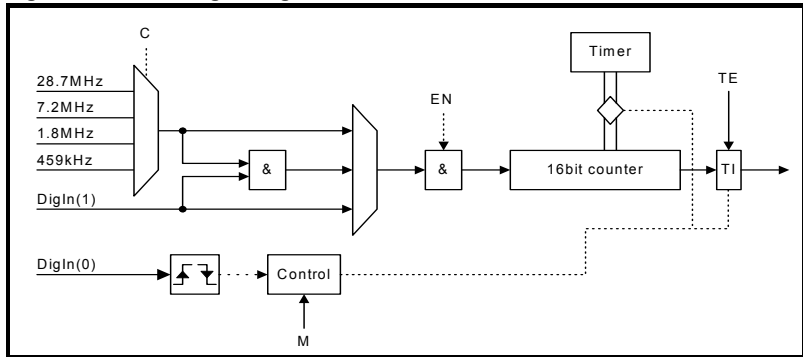 C
Timer
28.7MHz
TE
7.2MHz
EN
1.8MHz
459kHz
&
&
16bit counter
TI
DigIn(1)
DigIn(0)
Control
M